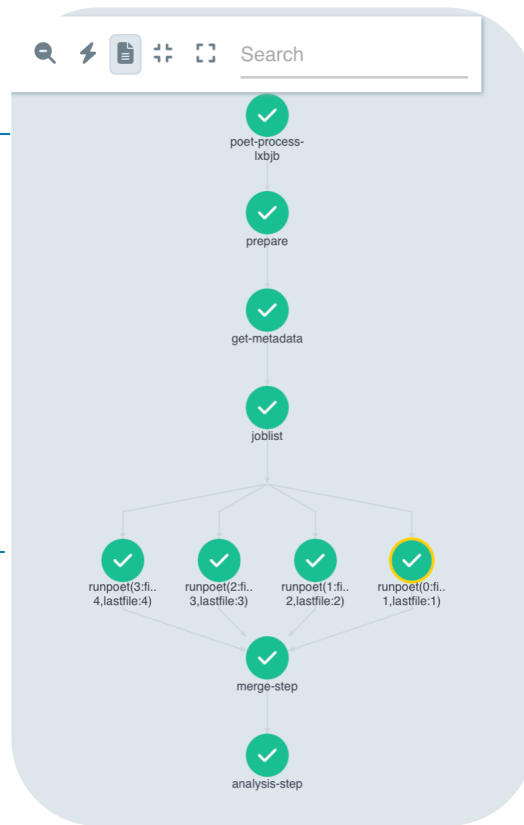 Search
poet-process-
lxbjb
prepare
get-metadata
joblist
runpoet(3:fi..
4,lastfile:4)
runpoet(2:fi..
3,lastfile:3)
runpoet(1:fi..
2,lastfile:2)
runpoet(0:fi..
1,lastfile:1)
merge-step
analysis-step